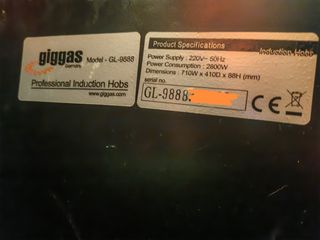 giggas
Model - GL-9888
Professional Induction Hobs
www.giggas.com
Product Specifications
Induction Hobs
Power Supply : 220V~ 50Hz
Power Consumption : 2800W
Dimensions : 710W x 410D x 88H (mm)
serial no.
GL-9888
CE